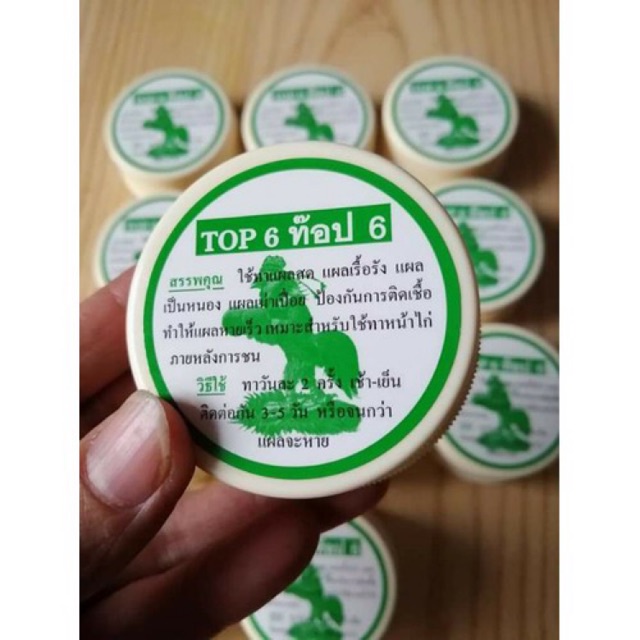 TOP 6 ท๊อป 6
สรรพคุณ ใช้ทาแผลสด แผลเรื้อรัง แผล
เป็นหนอง แผลเน่าเปื่อย ป้องกันการติดเชื้อ
ทำให้แผลหายเร็ว เหมาะสำหรับใช้ทาหน้าไก่
ภายหลังการชน
วิธีใช้ ทาวันละ 2 ครั้ง เช้า-เย็น
ติดต่อกัน 3-5 วัน หรือจนกว่า
แผลจะหาย